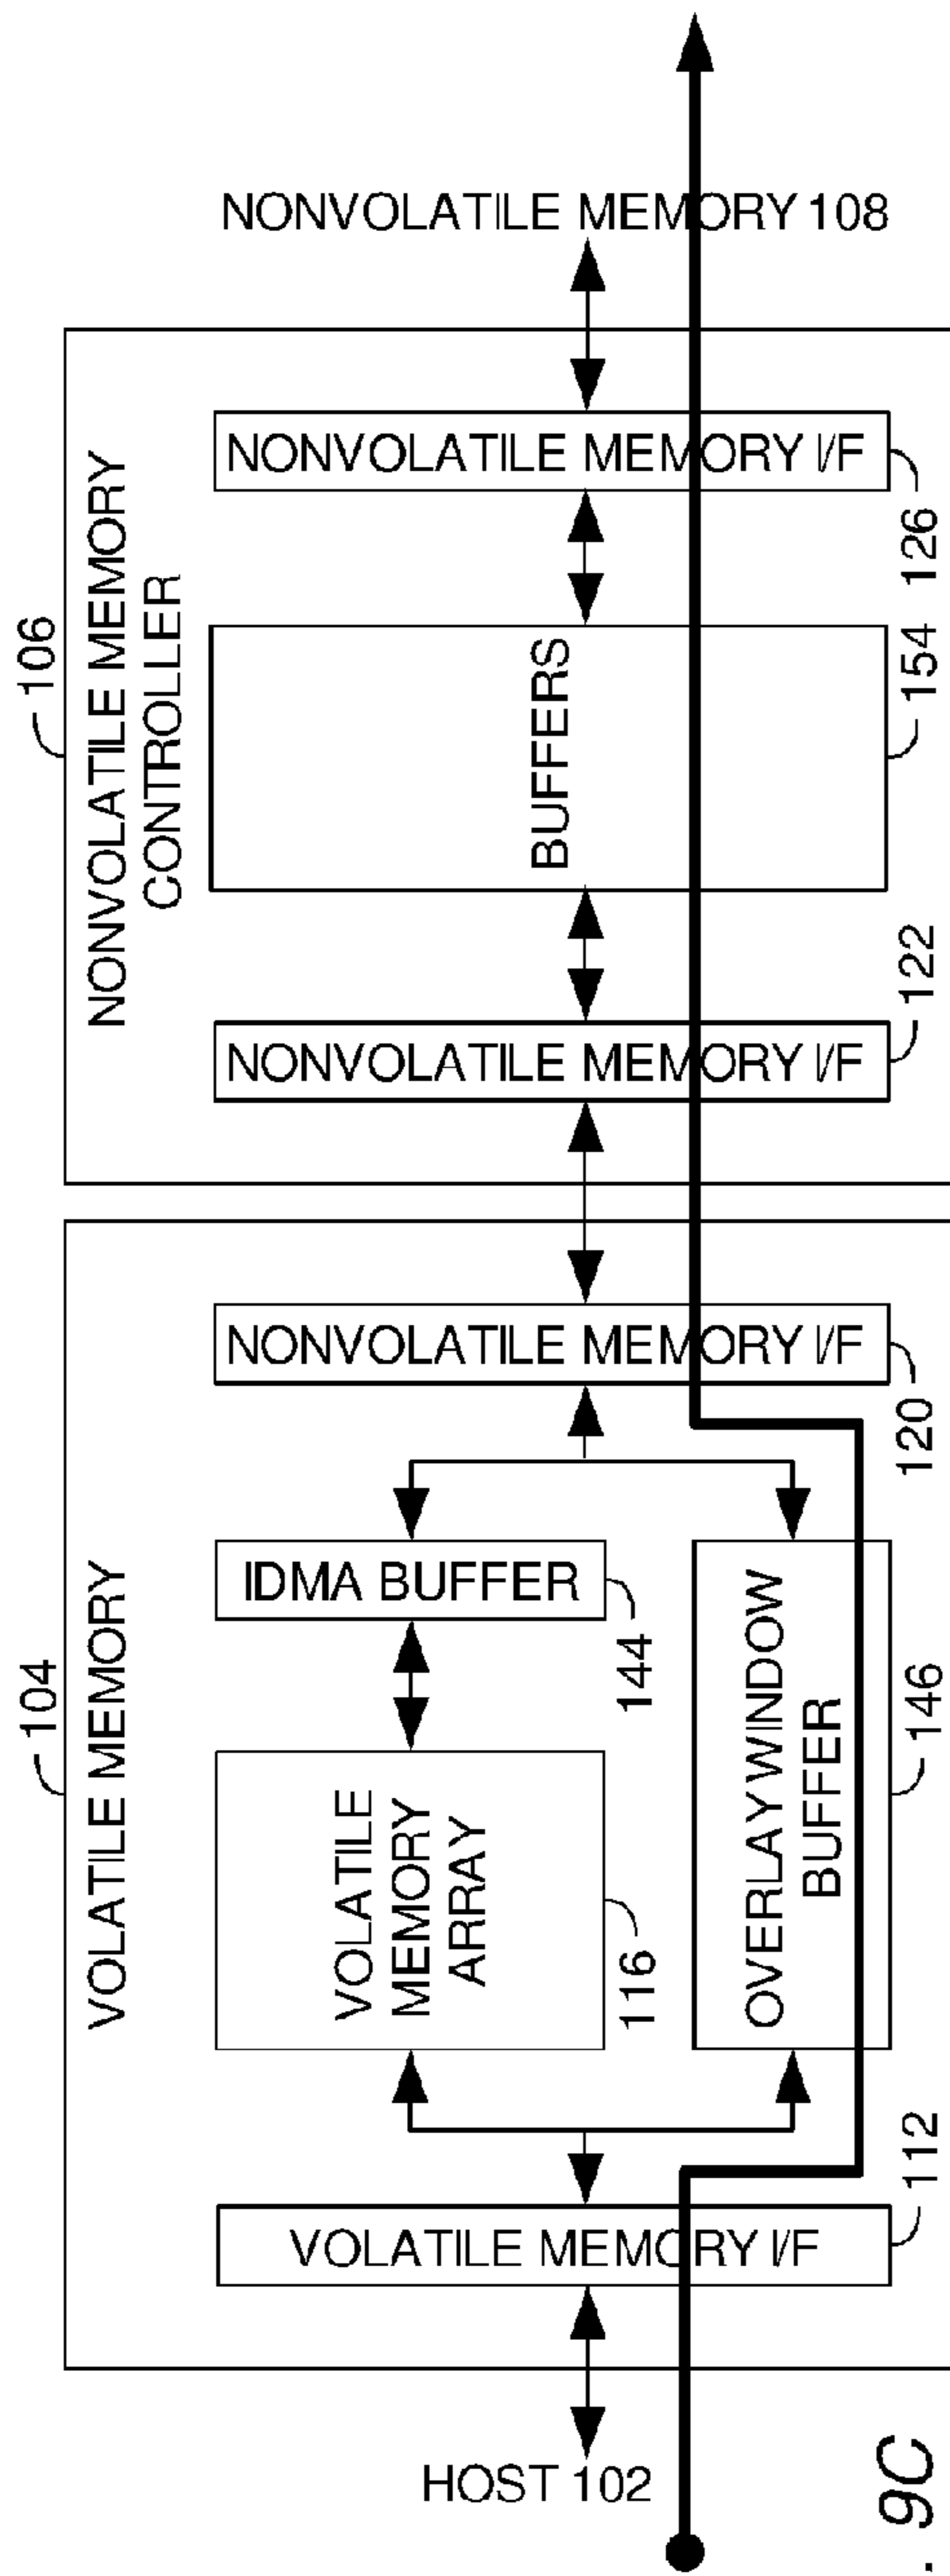 NONVOLATILE MEMORY 108
106
NONVOLATILE MEMORY
CONTROLLER
NONVOLATILE MEMORY I/F
126
BUFFERS
154
NONVOLATILE MEMORY I/F
122
104
VOLATILE MEMORY
NONVOLATILE MEMORY I/F
120
IDMA BUFFER
144
VOLATILE
MEMORY
ARRAY
116
OVERLAY WINDOW
BUFFER
146
VOLATILE MEMORY I/F
112
HOST 102
. 9C